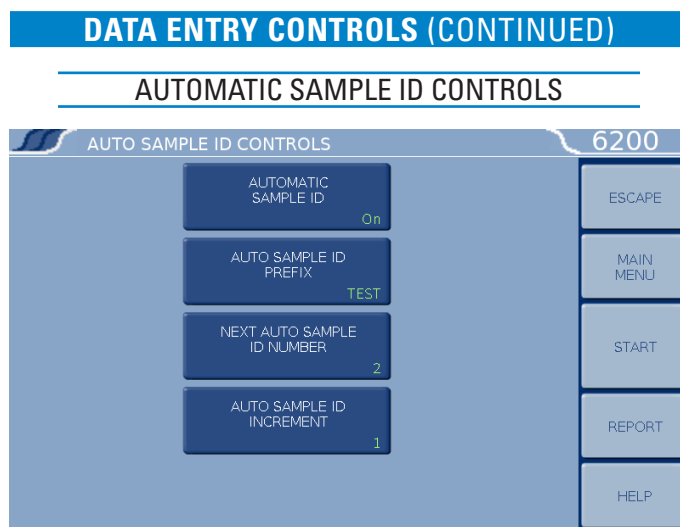 DATA ENTRY CONTROLS (CONTINUED)
AUTOMATIC SAMPLE ID CONTROLS
AUTO SAMPLE ID CONTROLS
6200
AUTOMATIC
SAMPLE ID
On
AUTO SAMPLE ID
PREFIX
TEST
NEXT AUTO SAMPLE
ID NUMBER
2
AUTO SAMPLE ID
INCREMENT
1
ESCAPE
MAIN
MENU
START
REPORT
HELP